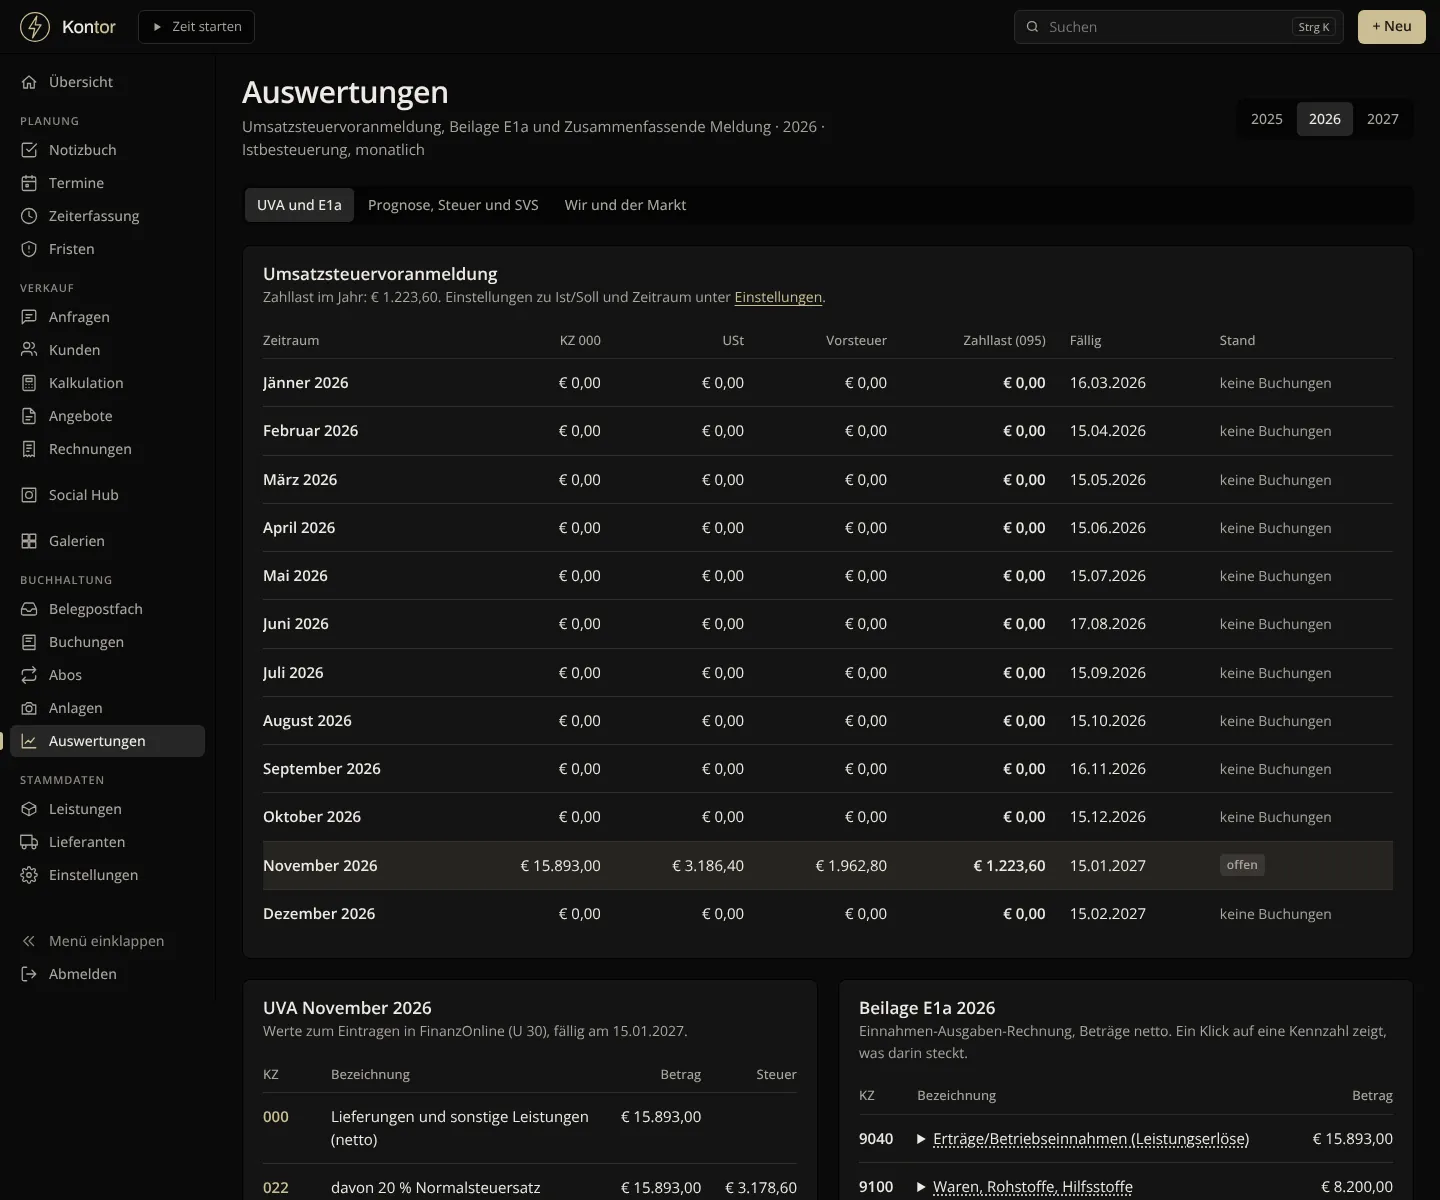 Kontor
Zeit starten
Suchen
Strg K
+ Neu
Übersicht
PLANUNG
Notizbuch
Termine
Zeiterfassung
Fristen
VERKAUF
Anfragen
Kunden
Kalkulation
Angebote
Rechnungen
Social Hub
Galerien
BUCHHALTUNG
Belegpostfach
Buchungen
Abos
Anlagen
Auswertungen
STAMMDATEN
Leistungen
Lieferanten
Einstellungen
Menü einklappen
Abmelden
Auswertungen
Umsatzsteuervoranmeldung, Beilage E1a und Zusammenfassende Meldung · 2026 ·
Istbesteuerung, monatlich
2025 2026 2027
UVA und E1a Prognose, Steuer und SVS Wir und der Markt
Umsatzsteuervoranmeldung
Zahllast im Jahr: € 1.223,60. Einstellungen zu Ist/Soll und Zeitraum unter Einstellungen.
Zeitraum KZ 000 USt Vorsteuer Zahllast (095) Fällig Stand
Jänner 2026 € 0,00 € 0,00 € 0,00 € 0,00 16.03.2026 keine Buchungen
Februar 2026 € 0,00 € 0,00 € 0,00 € 0,00 15.04.2026 keine Buchungen
März 2026 € 0,00 € 0,00 € 0,00 € 0,00 15.05.2026 keine Buchungen
April 2026 € 0,00 € 0,00 € 0,00 € 0,00 15.06.2026 keine Buchungen
Mai 2026 € 0,00 € 0,00 € 0,00 € 0,00 15.07.2026 keine Buchungen
Juni 2026 € 0,00 € 0,00 € 0,00 € 0,00 17.08.2026 keine Buchungen
Juli 2026 € 0,00 € 0,00 € 0,00 € 0,00 15.09.2026 keine Buchungen
August 2026 € 0,00 € 0,00 € 0,00 € 0,00 15.10.2026 keine Buchungen
September 2026 € 0,00 € 0,00 € 0,00 € 0,00 16.11.2026 keine Buchungen
Oktober 2026 € 0,00 € 0,00 € 0,00 € 0,00 15.12.2026 keine Buchungen
November 2026 € 15.893,00 € 3.186,40 € 1.962,80 € 1.223,60 15.01.2027 offen
Dezember 2026 € 0,00 € 0,00 € 0,00 € 0,00 15.02.2027 keine Buchungen
UVA November 2026
Werte zum Eintragen in FinanzOnline (U 30), fällig am 15.01.2027.
KZ Bezeichnung Betrag Steuer
000 Lieferungen und sonstige Leistungen € 15.893,00
(netto)
022 davon 20 % Normalsteuersatz € 15.893,00 € 3.178,60
Beilage E1a 2026
Einnahmen-Ausgaben-Rechnung, Beträge netto. Ein Klick auf eine Kennzahl zeigt,
was darin steckt.
KZ Bezeichnung Betrag
9040 Erträge/Betriebseinnahmen (Leistungserlöse) € 15.893,00
9100 Waren, Rohstoffe, Hilfsstoffe € 8.200,00